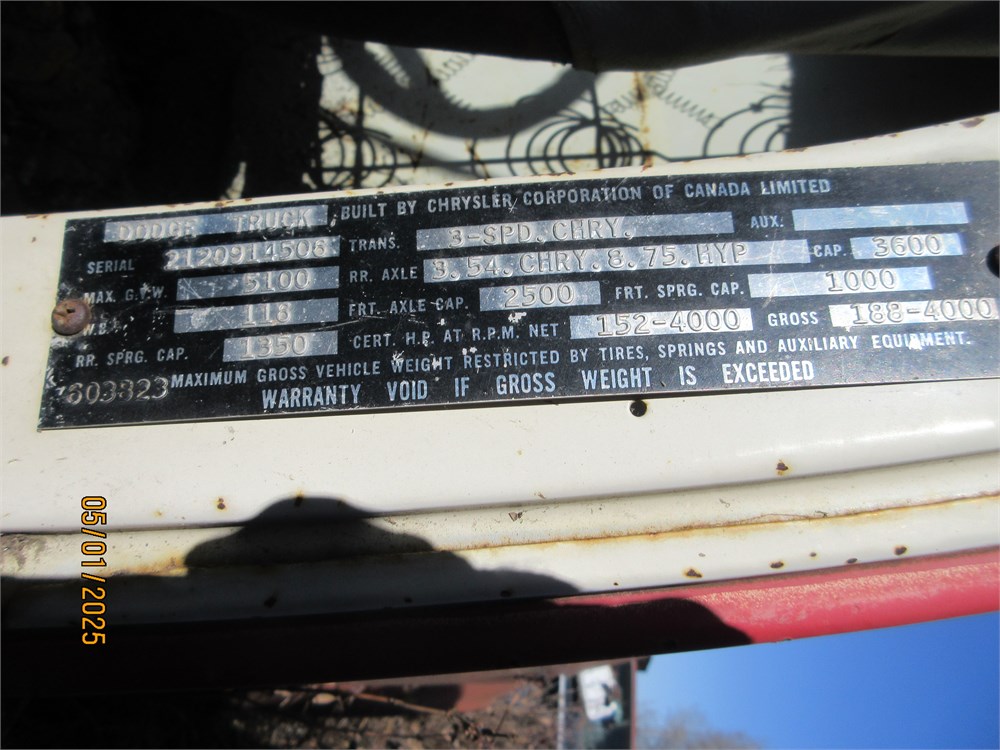 DODGE TRUCK BUILT BY CHRYSLER CORPORATION OF CANADA LIMITED
SERIAL 2120914506 TRANS. 3-SPD. CHRY. AUX.
MAX. G.V.W. 5100 RR. AXLE 3.54. CHRY. 8.75. HYP CAP. 3600
W.B. 118 FRT. AXLE CAP. 2500 FRT. SPRG. CAP. 1000
RR. SPRG. CAP. 1350 CERT. H.P. AT R.P.M. NET 152-4000 GROSS 188-4000
7603823 MAXIMUM GROSS VEHICLE WEIGHT RESTRICTED BY TIRES, SPRINGS AND AUXILIARY EQUIPMENT.
WARRANTY VOID IF GROSS WEIGHT IS EXCEEDED
05/01/2025